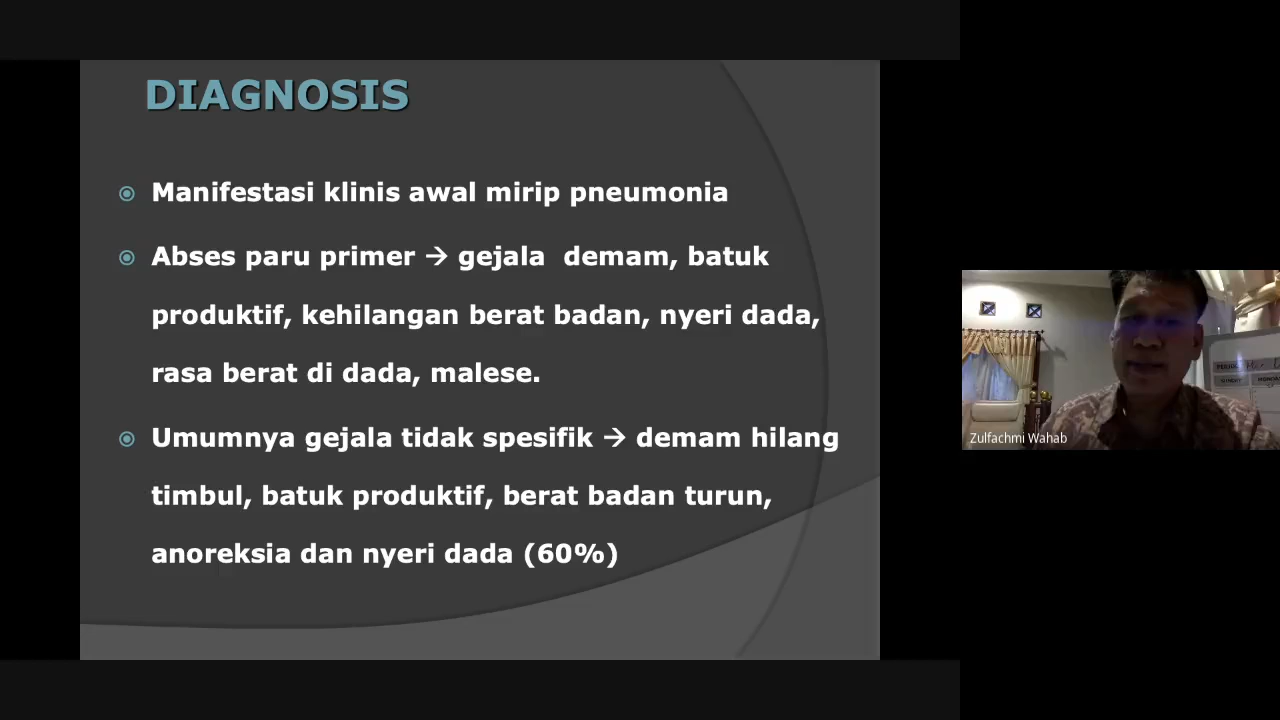 DIAGNOSIS
Manifestasi klinis awal mirip pneumonia
Abses paru primer → gejala demam, batuk
produktif, kehilangan berat badan, nyeri dada,
rasa berat di dada, malese.
Umumnya gejala tidak spesifik → demam hilang
timbul, batuk produktif, berat badan turun,
anoreksia dan nyeri dada (60%)
Zulfachmi Wahab